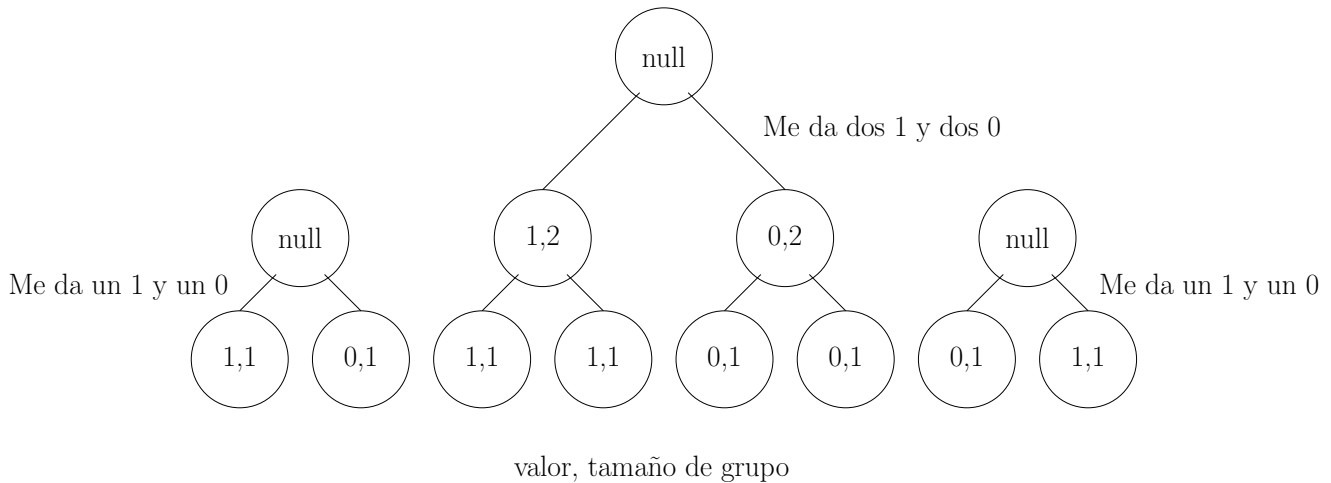 null
Me da dos 1 y dos 0
null
1,2
0,2
null
Me da un 1 y un 0
Me da un 1 y un 0
1,1
0,1
1,1
1,1
0,1
0,1
0,1
1,1
valor, tamaño de grupo